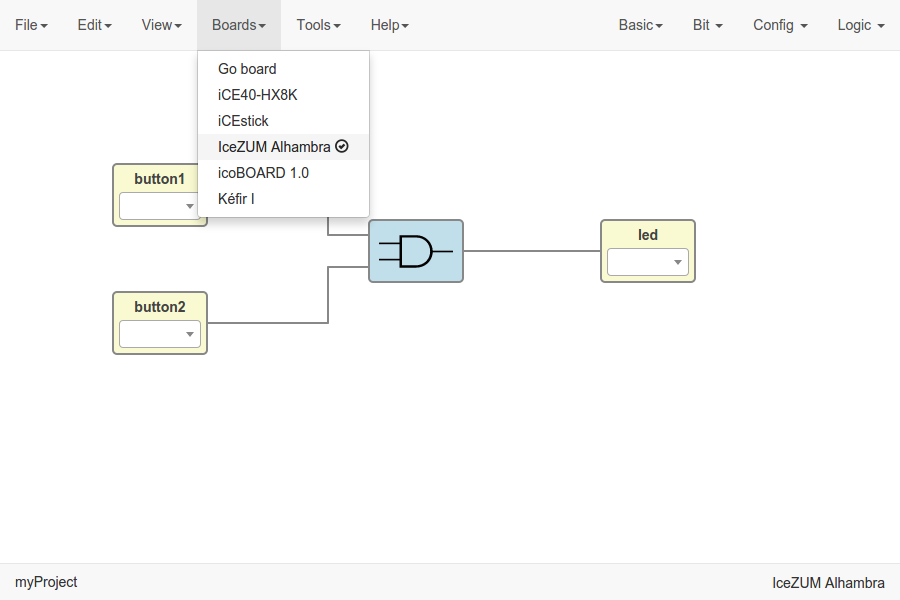 File Edit View Boards Tools Help Basic Bit Config Logic
Go board
iCE40-HX8K
iCEstick
IceZUM Alhambra
icoBOARD 1.0
Kéfir I
button1
led
button2
myProject IceZUM Alhambra